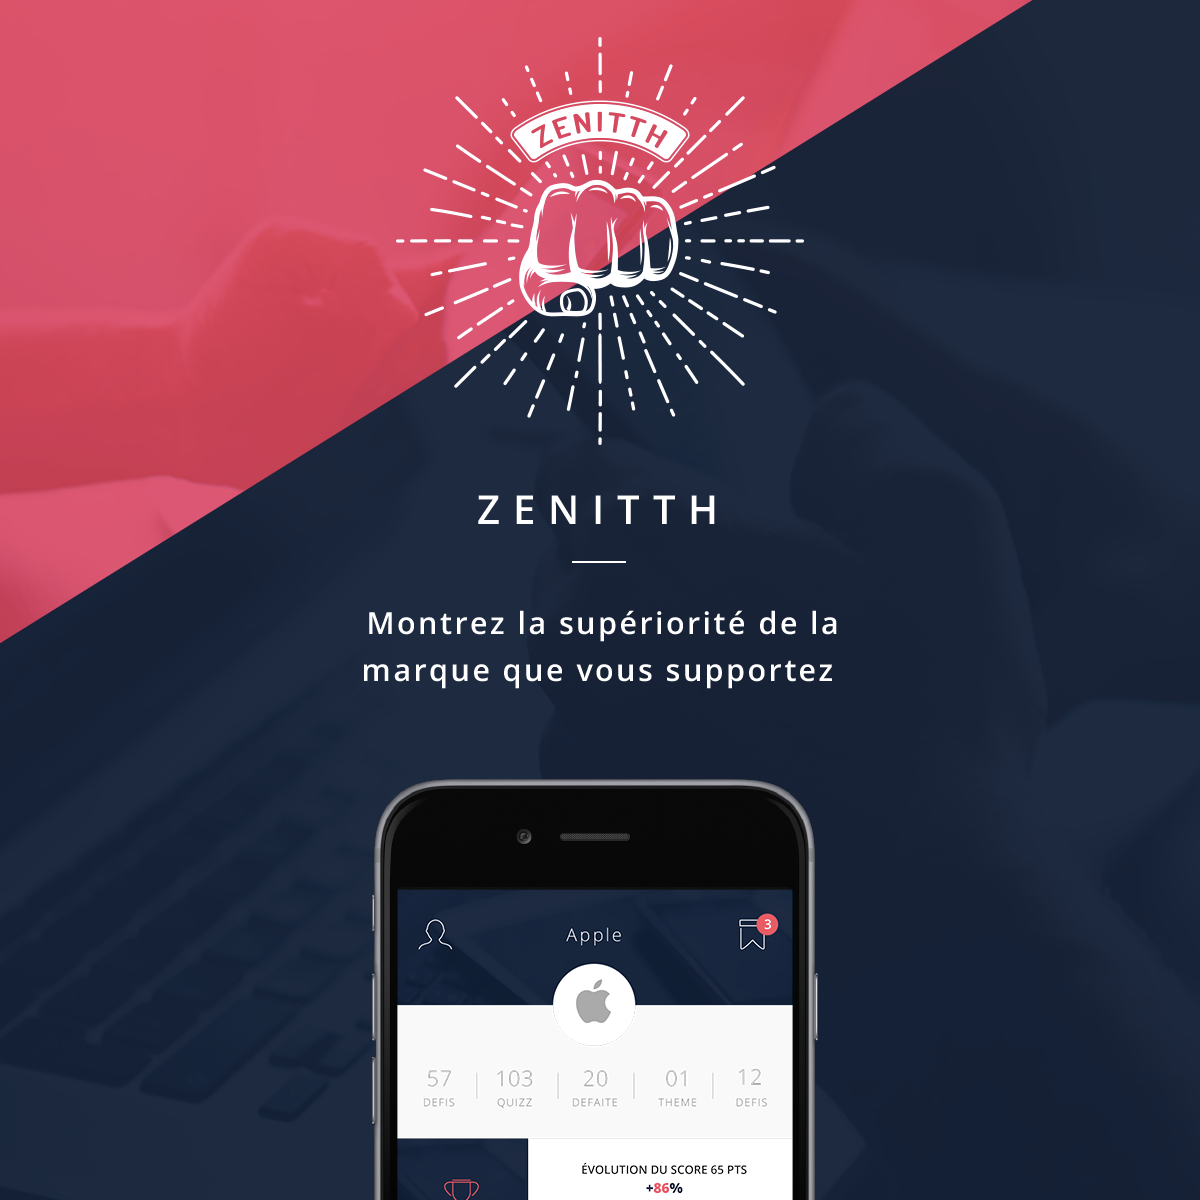 ZENITTH
ZENITTH
Montrez la supériorité de la
marque que vous supportez
Apple
3
57 103 20 01 12
DEFIS QUIZZ DEFAITE THEME DEFIS
ÉVOLUTION DU SCORE 65 PTS
+86%